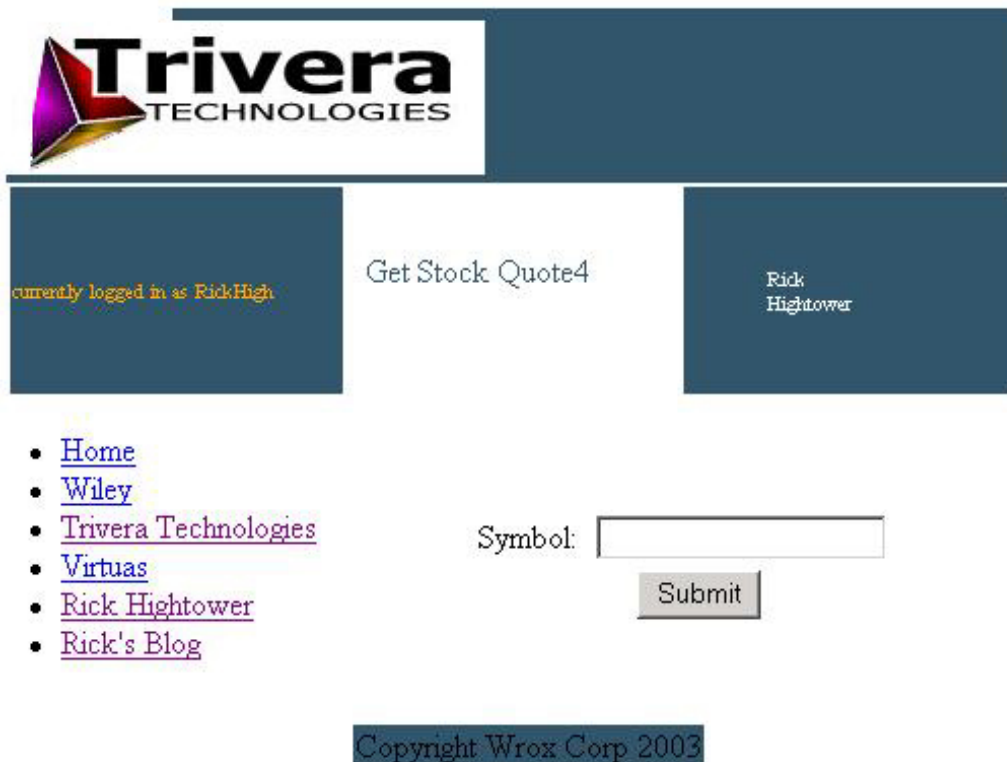 Trivera
TECHNOLOGIES
currently logged in as RickHigh
Get Stock Quote4
Rick
Hightower
Home
Wiley
Trivera Technologies
Virtuas
Rick Hightower
Rick's Blog
Symbol:
Submit
Copyright Wrox Corp 2003